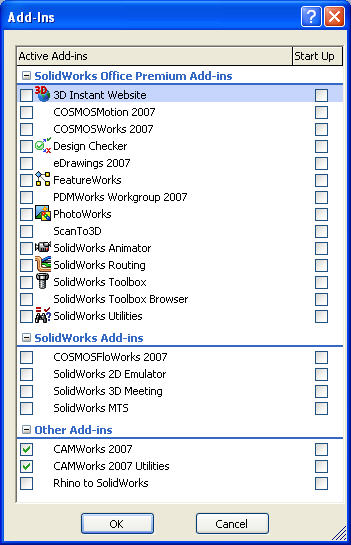 Add-Ins
Active Add-ins Start Up
SolidWorks Office Premium Add-ins
3D Instant Website
COSMOSMotion 2007
COSMOSWorks 2007
Design Checker
eDrawings 2007
FeatureWorks
PDMWorks Workgroup 2007
PhotoWorks
ScanTo3D
SolidWorks Animator
SolidWorks Routing
SolidWorks Toolbox
SolidWorks Toolbox Browser
SolidWorks Utilities
SolidWorks Add-ins
COSMOSFloWorks 2007
SolidWorks 2D Emulator
SolidWorks 3D Meeting
SolidWorks MTS
Other Add-ins
CAMWorks 2007
CAMWorks 2007 Utilities
Rhino to SolidWorks
OK Cancel